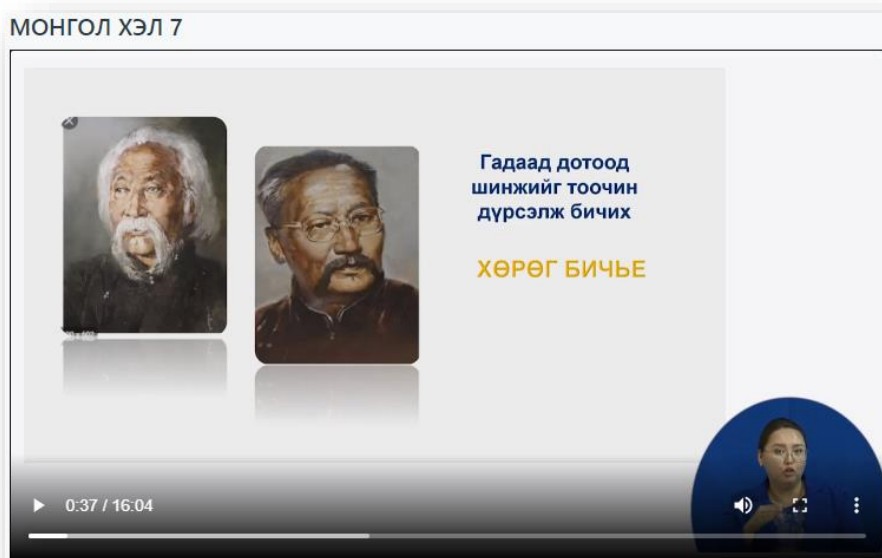 МОНГОЛ ХЭЛ 7
Гадаад дотоод
шинжийг тоочин
дүрсэлж бичих
ХӨРӨГ БИЧЬЕ
0:37 / 16:04